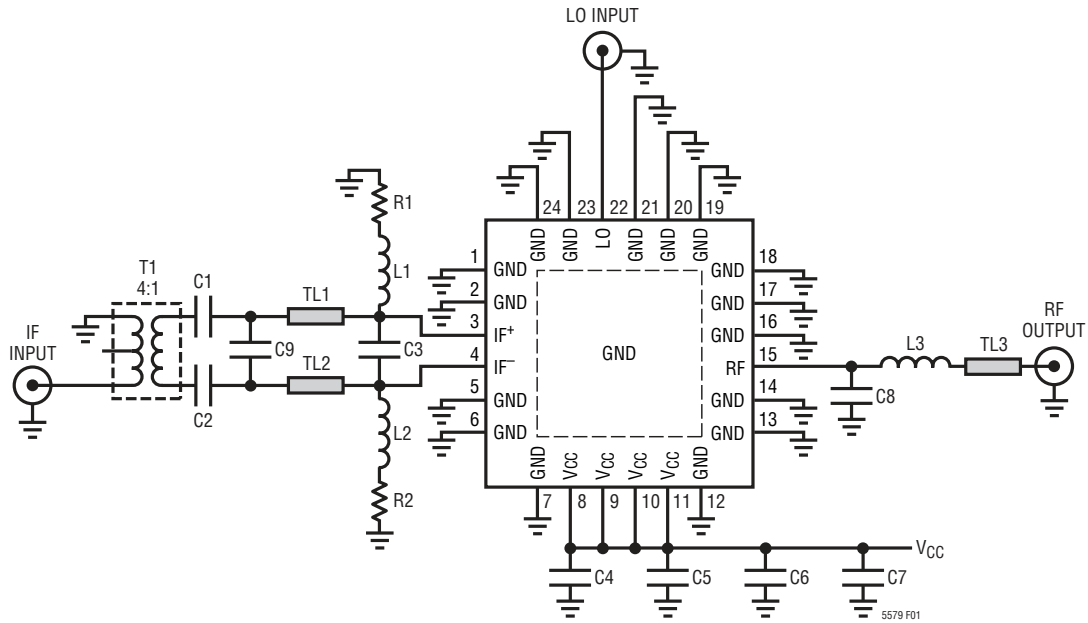 LO INPUT
24
23
22
21
20
19
GND
GND
LO
GND
GND
GND
R1
L1
T1
4:1
C1
C2
C9
TL1
TL2
C3
L2
R2
IF
INPUT
1
GND
2
GND
3
IF+
4
IF−
5
GND
6
GND
GND
18
GND
17
GND
16
GND
15
RF
14
GND
13
GND
L3
TL3
C8
RF
OUTPUT
GND
VCC
VCC
VCC
VCC
GND
7
8
9
10
11
12
VCC
C4
C5
C6
C7
5579 F01